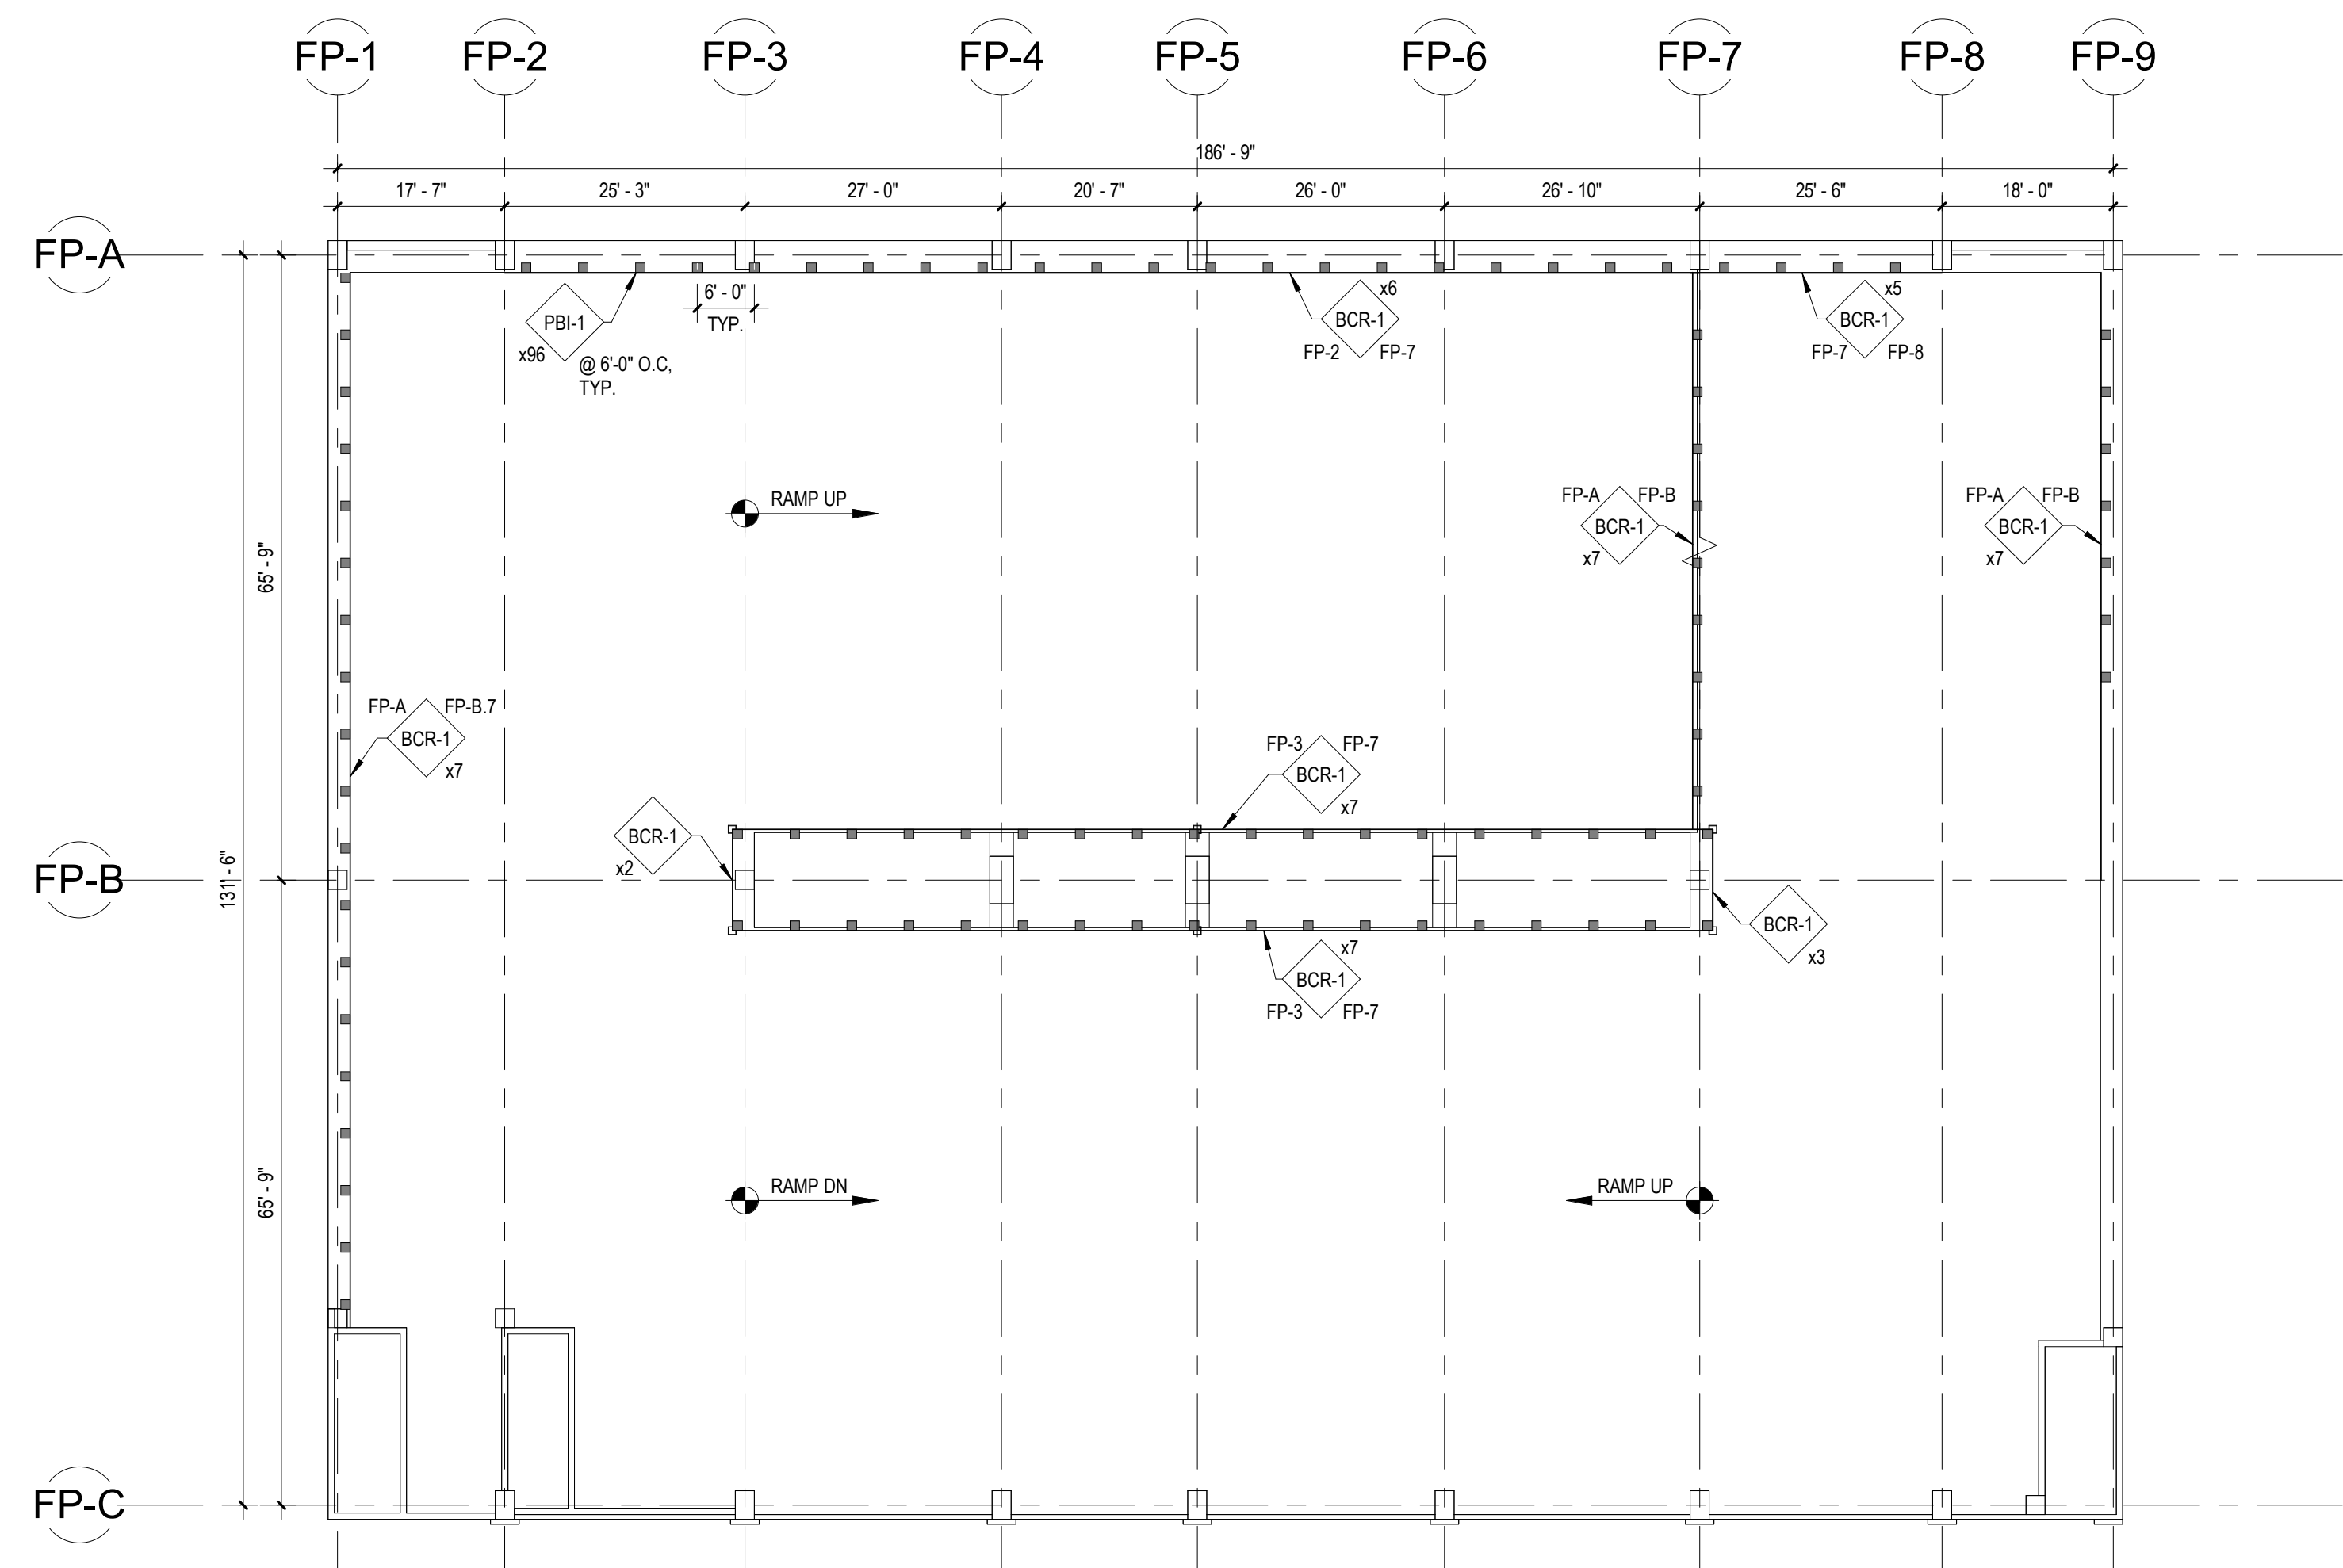 FP-1
FP-2
FP-3
FP-4
FP-5
FP-6
FP-7
FP-8
FP-9
186' - 9"
17' - 7"
25' - 3"
27' - 0"
20' - 7"
26' - 0"
26' - 10"
25' - 6"
18' - 0"
FP-A
PBI-1
x96
@ 6'-0" O.C,
TYP.
6' - 0"
TYP.
x6
BCR-1
FP-2 FP-7
x5
BCR-1
FP-7 FP-8
RAMP UP
FP-A FP-B
BCR-1
x7
FP-A FP-B
BCR-1
x7
65' - 9"
FP-A FP-B.7
BCR-1
x7
FP-3 FP-7
BCR-1
x7
BCR-1
x2
FP-B
131' - 6"
BCR-1
x3
x7
BCR-1
FP-3 FP-7
65' - 9"
RAMP DN
RAMP UP
FP-C